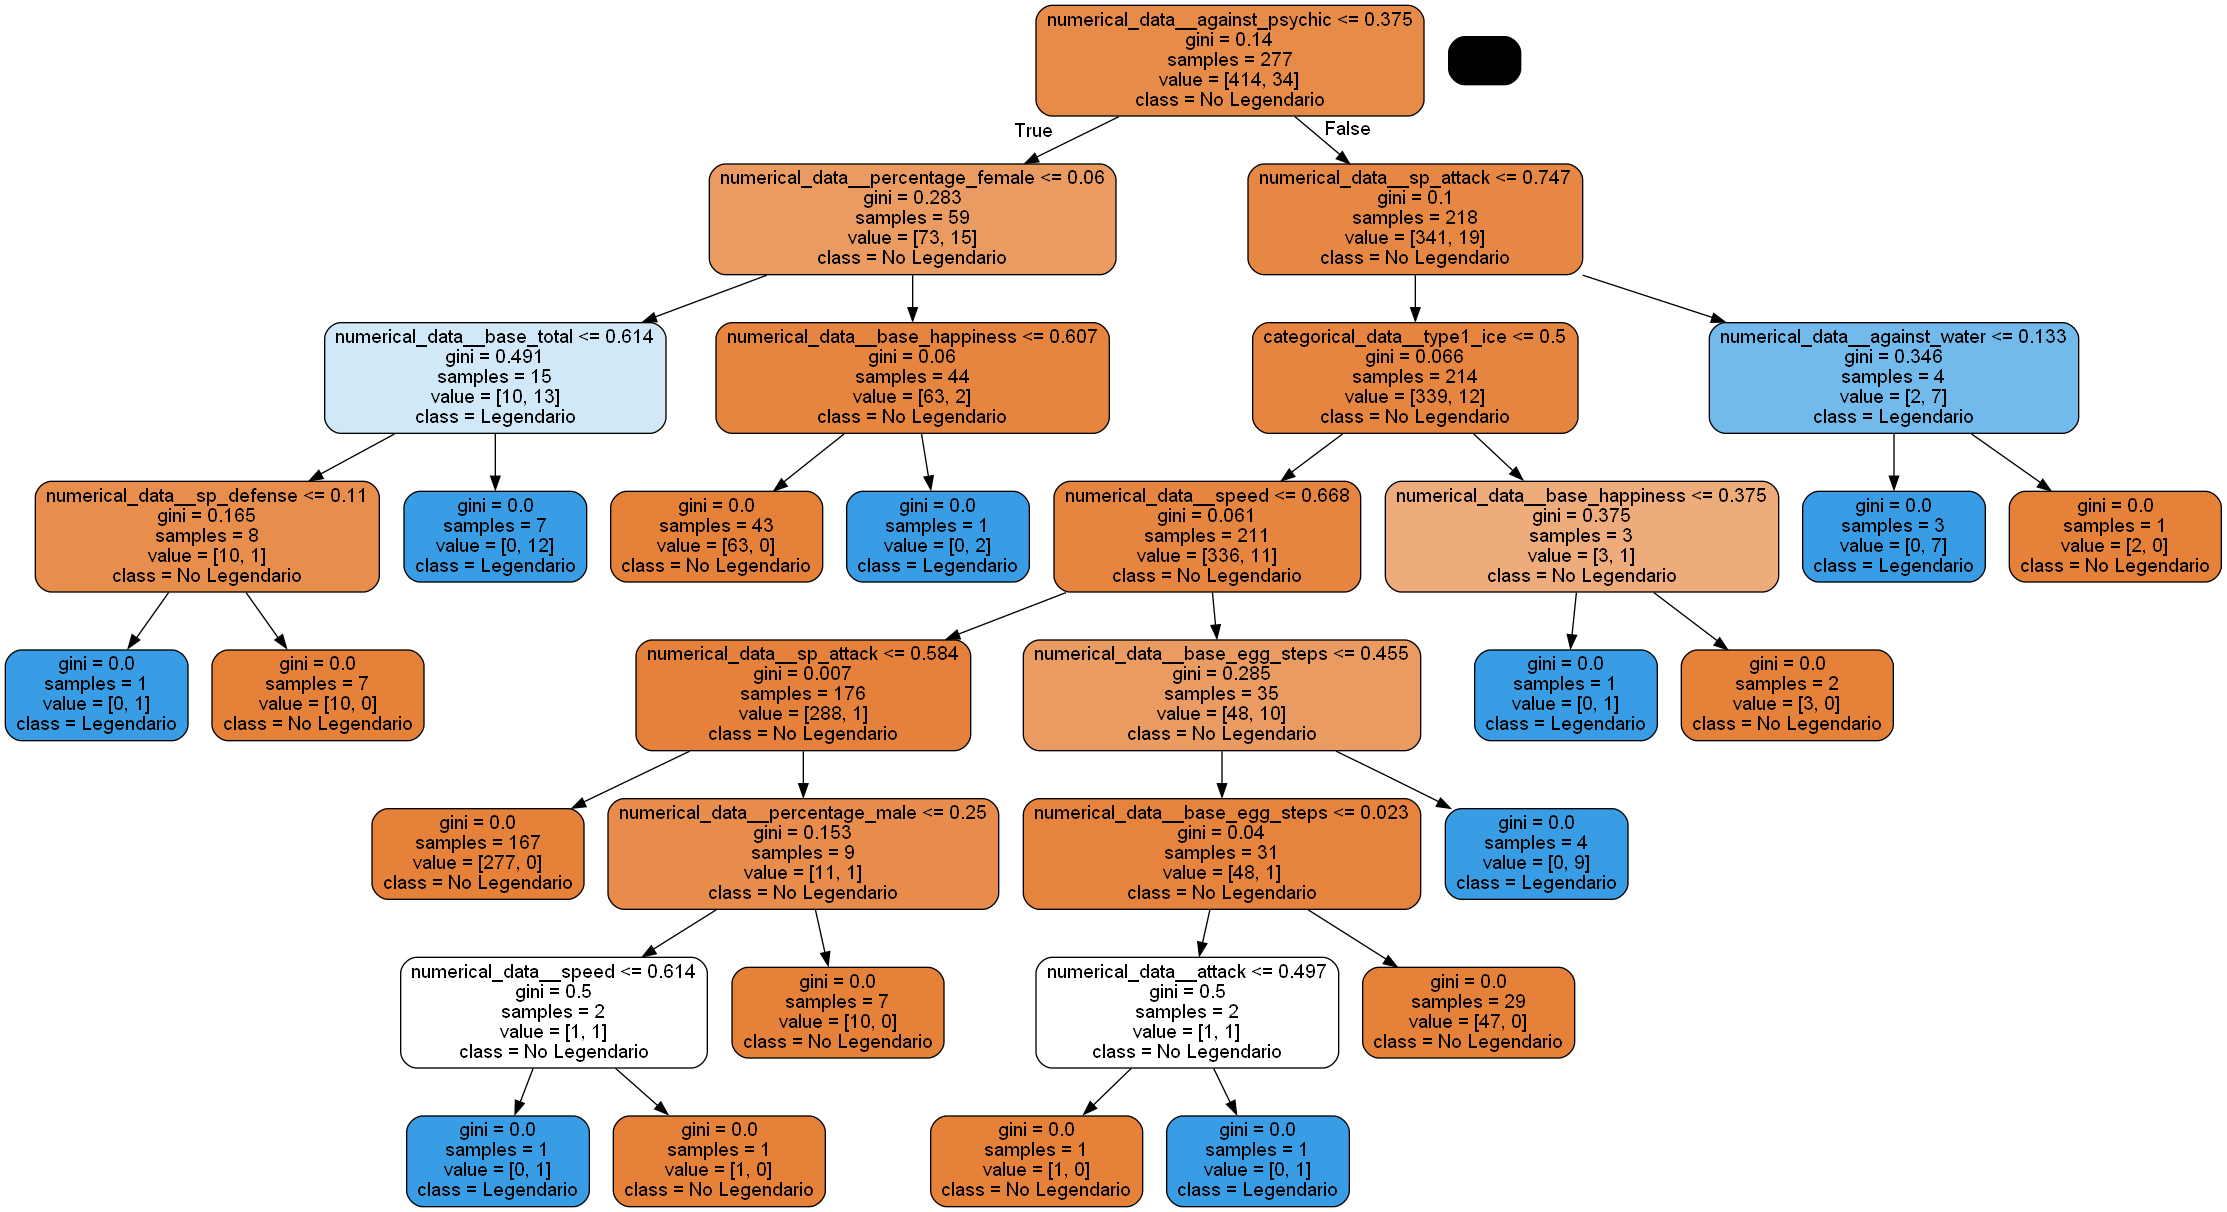 numerical_data__against_psychic <= 0.375
gini = 0.14
samples = 277
value = [414, 34]
class = No Legendario
True
False
numerical_data__percentage_female <= 0.06
gini = 0.283
samples = 59
value = [73, 15]
class = No Legendario
numerical_data__sp_attack <= 0.747
gini = 0.1
samples = 218
value = [341, 19]
class = No Legendario
numerical_data__base_total <= 0.614
gini = 0.491
samples = 15
value = [10, 13]
class = Legendario
numerical_data__base_happiness <= 0.607
gini = 0.06
samples = 44
value = [63, 2]
class = No Legendario
categorical_data__type1_ice <= 0.5
gini = 0.066
samples = 214
value = [339, 12]
class = No Legendario
numerical_data__against_water <= 0.133
gini = 0.346
samples = 4
value = [2, 7]
class = Legendario
numerical_data__sp_defense <= 0.11
gini = 0.165
samples = 8
value = [10, 1]
class = No Legendario
gini = 0.0
samples = 7
value = [0, 12]
class = Legendario
gini = 0.0
samples = 43
value = [63, 0]
class = No Legendario
gini = 0.0
samples = 1
value = [0, 2]
class = Legendario
numerical_data__speed <= 0.668
gini = 0.061
samples = 211
value = [336, 11]
class = No Legendario
numerical_data__base_happiness <= 0.375
gini = 0.375
samples = 3
value = [3, 1]
class = No Legendario
gini = 0.0
samples = 3
value = [0, 7]
class = Legendario
gini = 0.0
samples = 1
value = [2, 0]
class = No Legendario
gini = 0.0
samples = 1
value = [0, 1]
class = Legendario
gini = 0.0
samples = 7
value = [10, 0]
class = No Legendario
numerical_data__sp_attack <= 0.584
gini = 0.007
samples = 176
value = [288, 1]
class = No Legendario
numerical_data__base_egg_steps <= 0.455
gini = 0.285
samples = 35
value = [48, 10]
class = No Legendario
gini = 0.0
samples = 1
value = [0, 1]
class = Legendario
gini = 0.0
samples = 2
value = [3, 0]
class = No Legendario
gini = 0.0
samples = 167
value = [277, 0]
class = No Legendario
numerical_data__percentage_male <= 0.25
gini = 0.153
samples = 9
value = [11, 1]
class = No Legendario
numerical_data__base_egg_steps <= 0.023
gini = 0.04
samples = 31
value = [48, 1]
class = No Legendario
gini = 0.0
samples = 4
value = [0, 9]
class = Legendario
numerical_data__speed <= 0.614
gini = 0.5
samples = 2
value = [1, 1]
class = No Legendario
gini = 0.0
samples = 7
value = [10, 0]
class = No Legendario
numerical_data__attack <= 0.497
gini = 0.5
samples = 2
value = [1, 1]
class = No Legendario
gini = 0.0
samples = 29
value = [47, 0]
class = No Legendario
gini = 0.0
samples = 1
value = [0, 1]
class = Legendario
gini = 0.0
samples = 1
value = [1, 0]
class = No Legendario
gini = 0.0
samples = 1
value = [1, 0]
class = No Legendario
gini = 0.0
samples = 1
value = [0, 1]
class = Legendario